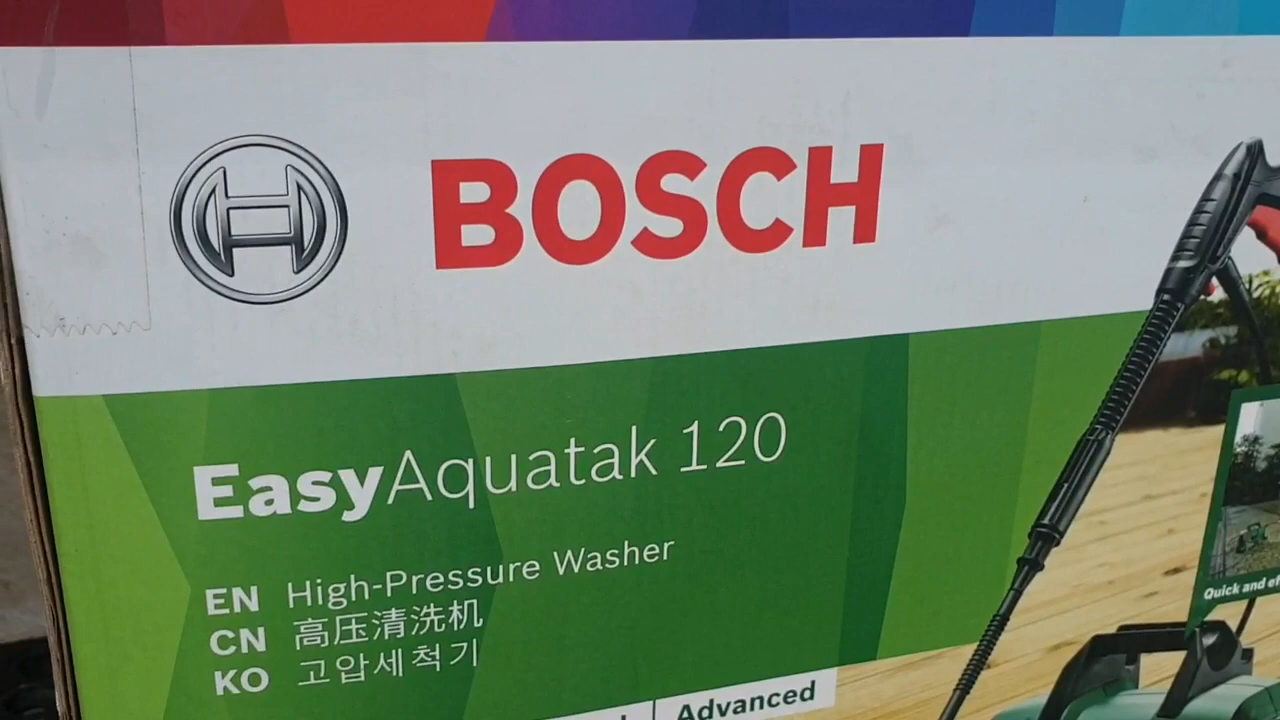 BOSCH
EasyAquatak 120
EN High-Pressure Washer
CN 高压清洗机
KO 고압세척기
Advanced
Quick and